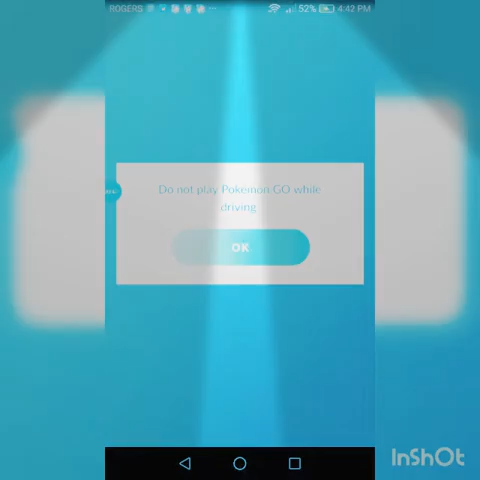 ROGERS 52% 4:42 PM
Do not play Pokemon GO while
driving
OK
InShOt